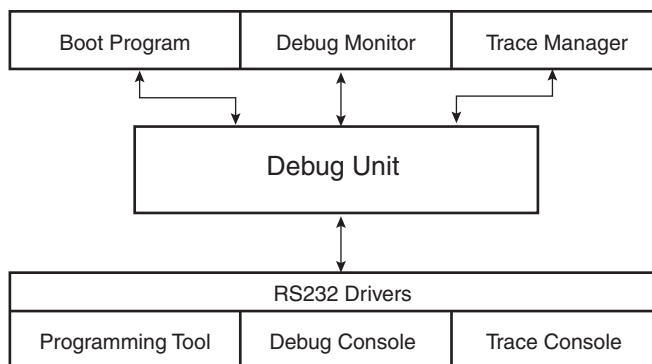 Boot Program
Debug Monitor
Trace Manager
Debug Unit
RS232 Drivers
Programming Tool
Debug Console
Trace Console